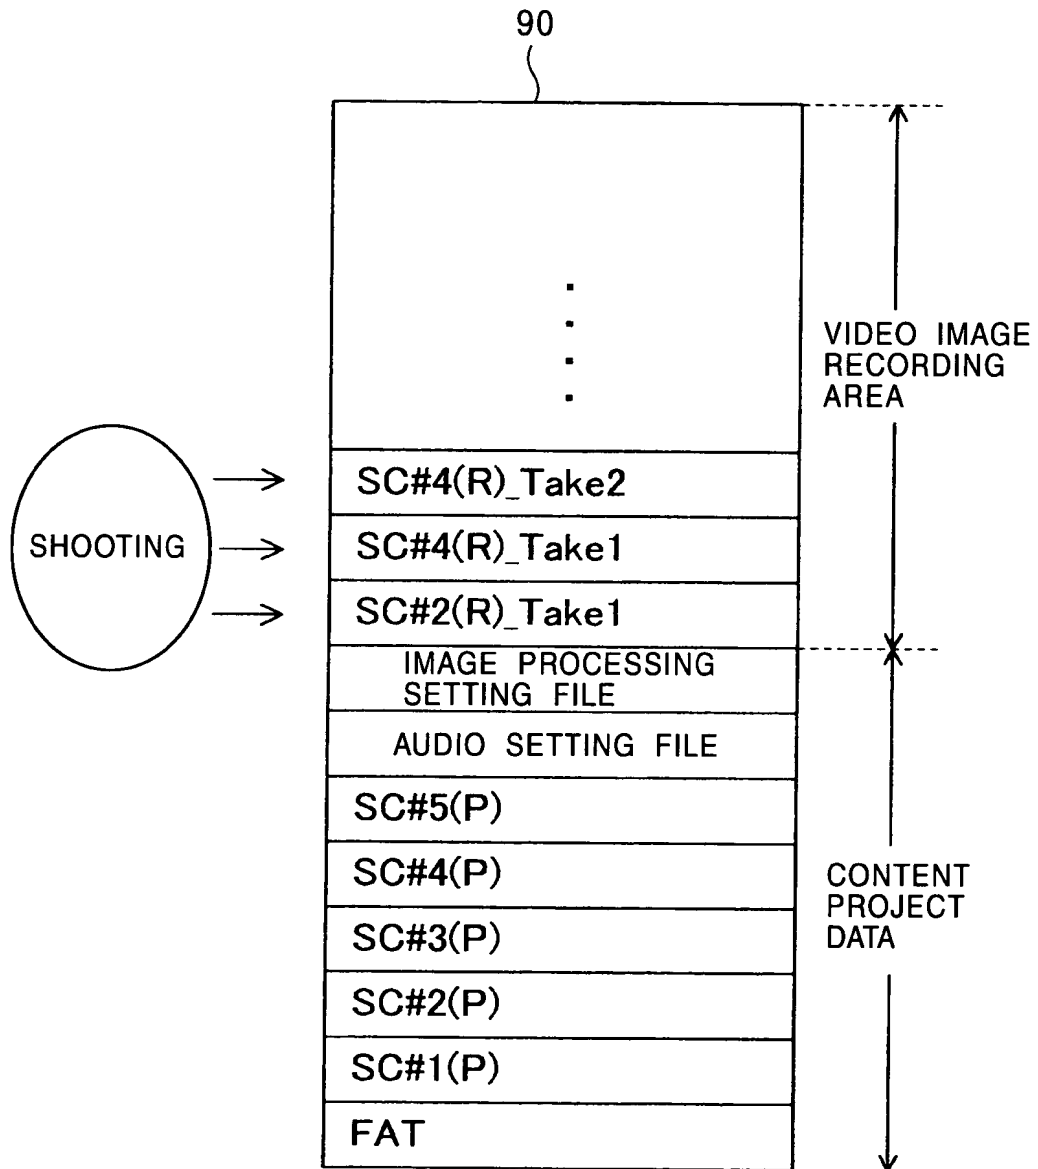 90
VIDEO IMAGE
RECORDING
AREA
SHOOTING
SC#4(R)_Take2
SC#4(R)_Take1
SC#2(R)_Take1
IMAGE PROCESSING
SETTING FILE
AUDIO SETTING FILE
SC#5(P)
SC#4(P)
SC#3(P)
SC#2(P)
SC#1(P)
FAT
CONTENT
PROJECT
DATA